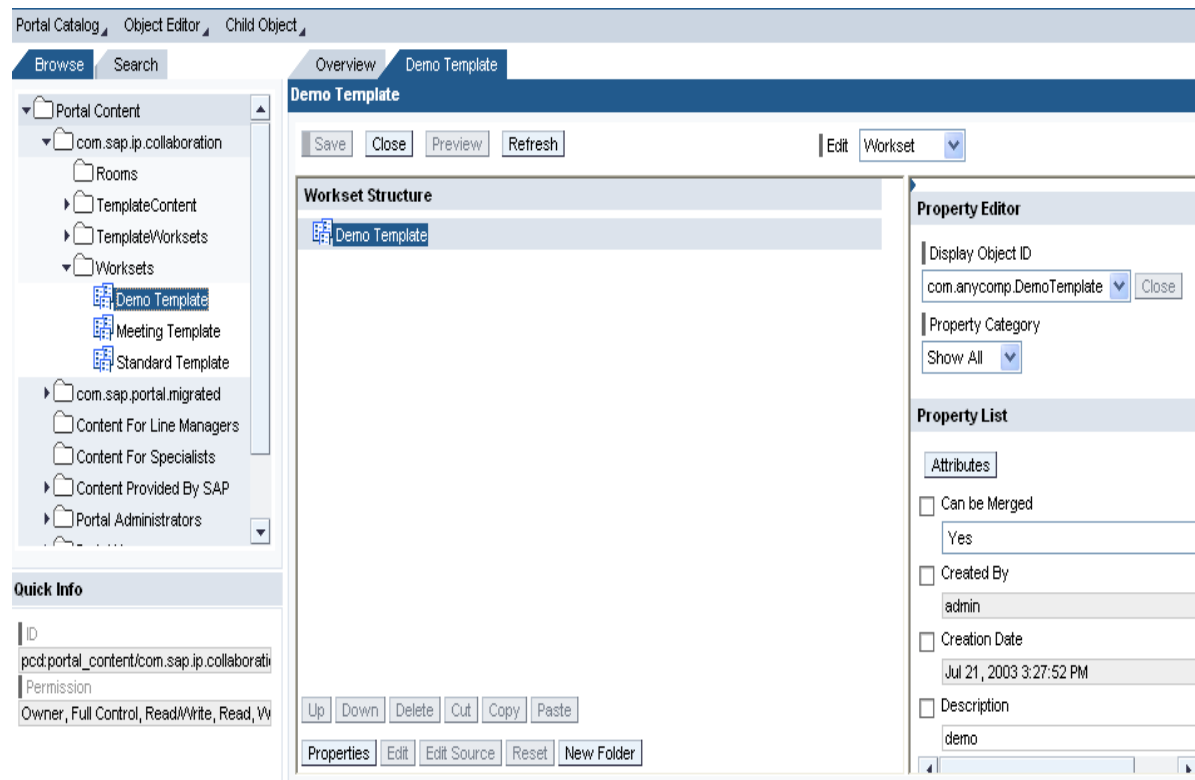 Portal Catalog Object Editor Child Object
Browse Search
Portal Content
com.sap.ip.collaboration
Rooms
TemplateContent
TemplateWorksets
Worksets
Demo Template
Meeting Template
Standard Template
com.sap.portal.migrated
Content For Line Managers
Content For Specialists
Content Provided By SAP
Portal Administrators
Quick Info
ID
pcd:portal_content/com.sap.ip.collaborati
Permission
Owner, Full Control, Read/Write, Read, W
Overview Demo Template
Demo Template
Save Close Preview Refresh Edit Workset
Workset Structure
Demo Template
Up Down Delete Cut Copy Paste
Properties Edit Edit Source Reset New Folder
Property Editor
Display Object ID
com.anycomp.DemoTemplate Close
Property Category
Show All
Property List
Attributes
Can be Merged
Yes
Created By
admin
Creation Date
Jul 21, 2003 3:27:52 PM
Description
demo